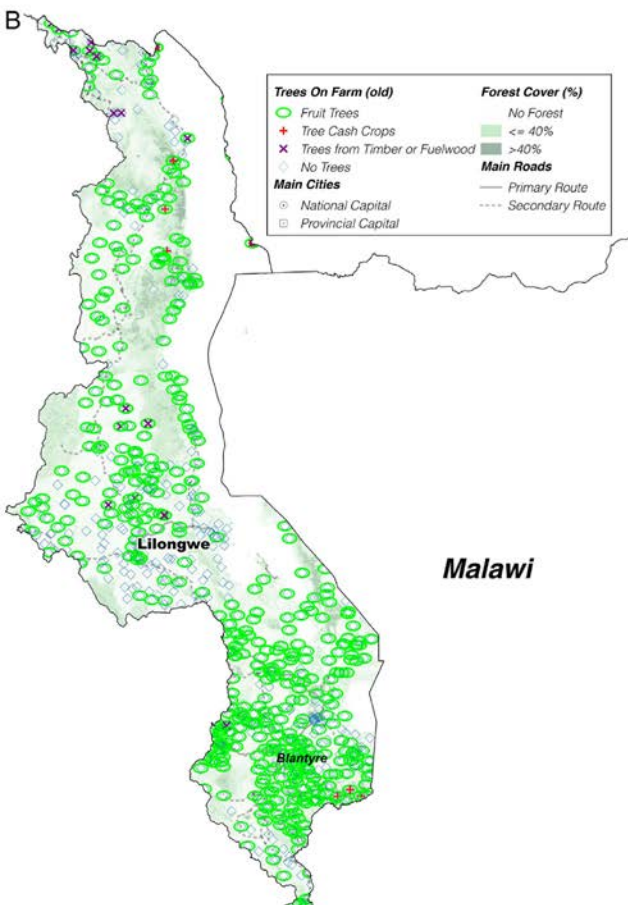 B
Trees On Farm (old)
Fruit Trees
Tree Cash Crops
Trees from Timber or Fuelwood
No Trees
Main Cities
National Capital
Provincial Capital
Forest Cover (%)
No Forest
<= 40%
>40%
Main Roads
Primary Route
Secondary Route
Lilongwe
Malawi
Blantyre